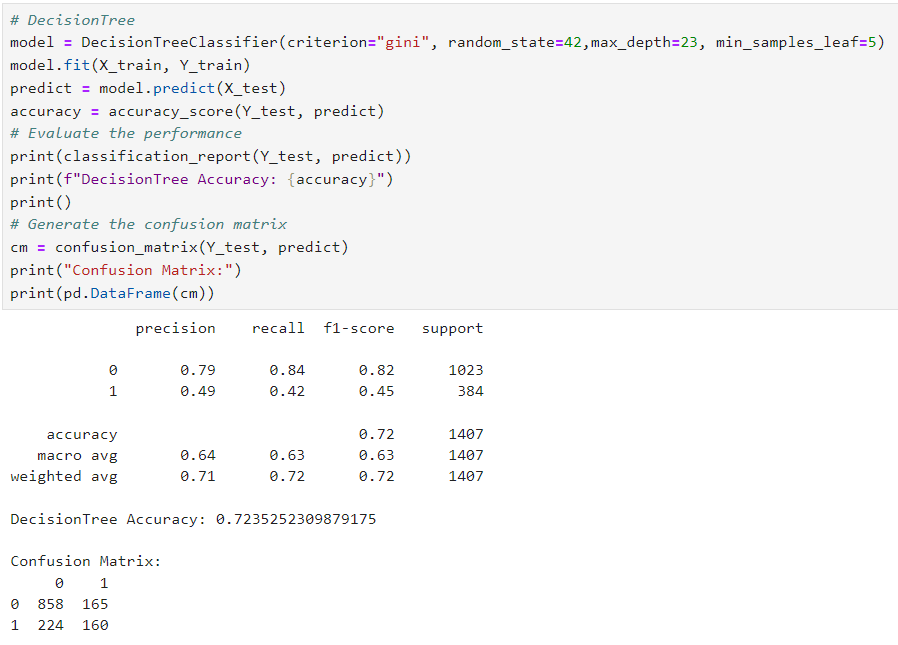 # DecisionTree
model = DecisionTreeClassifier(criterion="gini", random_state=42,max_depth=23, min_samples_leaf=5)
model.fit(X_train, Y_train)
predict = model.predict(X_test)
accuracy = accuracy_score(Y_test, predict)
# Evaluate the performance
print(classification_report(Y_test, predict))
print(f"DecisionTree Accuracy: {accuracy}")
print()
# Generate the confusion matrix
cm = confusion_matrix(Y_test, predict)
print("Confusion Matrix:")
print(pd.DataFrame(cm))
precision recall f1-score support
0 0.79 0.84 0.82 1023
1 0.49 0.42 0.45 384
accuracy 0.72 1407
macro avg 0.64 0.63 0.63 1407
weighted avg 0.71 0.72 0.72 1407
DecisionTree Accuracy: 0.7235252309879175
Confusion Matrix:
0 1
0 858 165
1 224 160